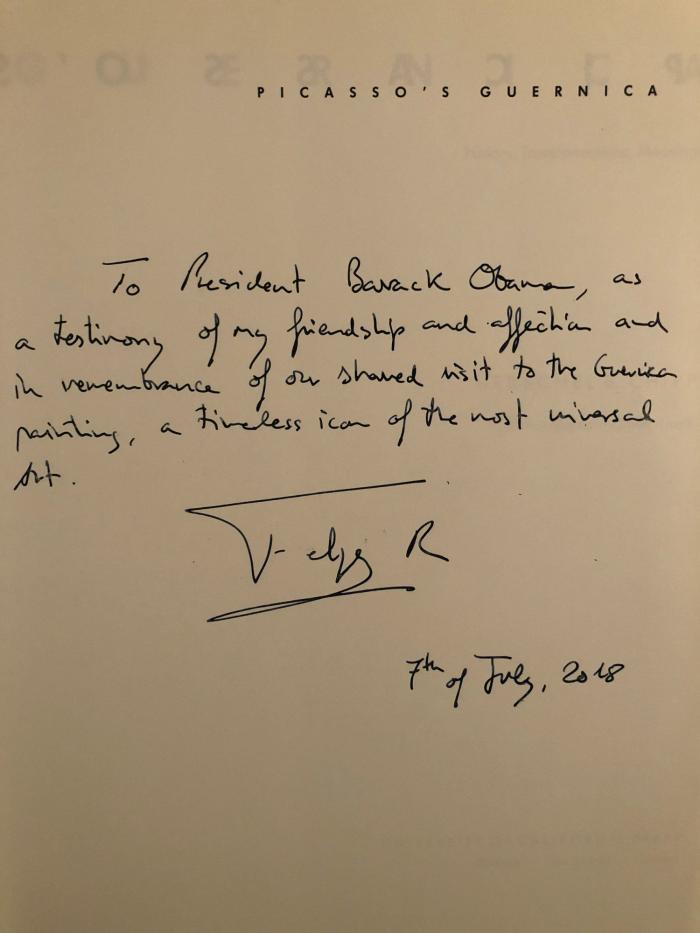 PICASSO'S GUERNICA
To President Barack Obama, as
a testimony of my friendship and affection and
in remembrance of our shared visit to the Guernica
painting, a timeless icon of the most universal
Art.
Felipe R
7th of July, 2018